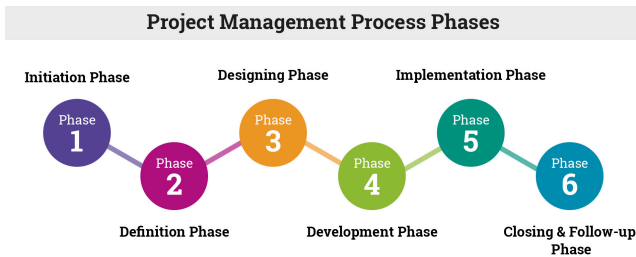 Project Management Process Phases
Initiation Phase
Designing Phase
Implementation Phase
Phase
1
Phase
2
Phase
3
Phase
4
Phase
5
Phase
6
Definition Phase
Development Phase
Closing & Follow-up
Phase